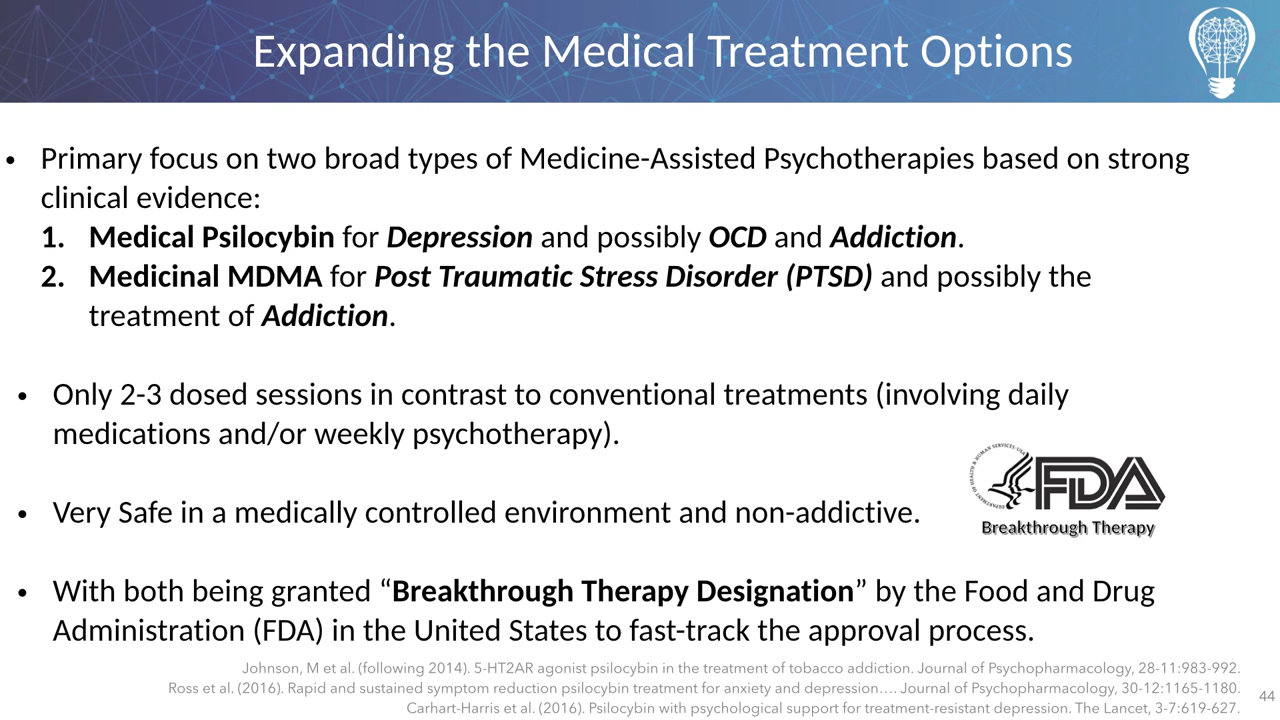 Expanding the Medical Treatment Options
• Primary focus on two broad types of Medicine-Assisted Psychotherapies based on strong
clinical evidence:
1. Medical Psilocybin for Depression and possibly OCD and Addiction.
2. Medicinal MDMA for Post Traumatic Stress Disorder (PTSD) and possibly the
treatment of Addiction.
• Only 2-3 dosed sessions in contrast to conventional treatments (involving daily
medications and/or weekly psychotherapy).
• Very Safe in a medically controlled environment and non-addictive.
FDA
Breakthrough Therapy
• With both being granted “Breakthrough Therapy Designation” by the Food and Drug
Administration (FDA) in the United States to fast-track the approval process.
Johnson, M et al. (following 2014). 5-HT2AR agonist psilocybin in the treatment of tobacco addiction. Journal of Psychopharmacology, 28-11:983-992.
Ross et al. (2016). Rapid and sustained symptom reduction psilocybin treatment for anxiety and depression…. Journal of Psychopharmacology, 30-12:1165-1180.
Carhart-Harris et al. (2016). Psilocybin with psychological support for treatment-resistant depression. The Lancet, 3-7:619-627.
44